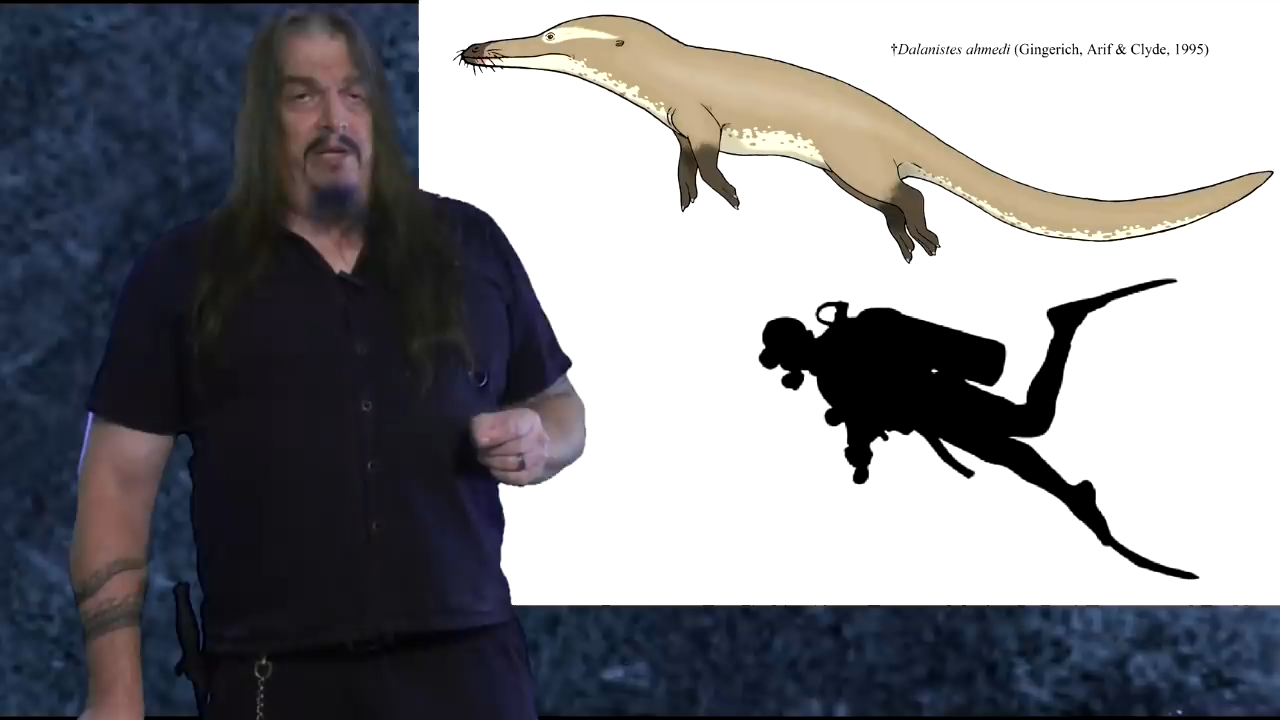 †Dalanistes ahmedi (Gingerich, Arif & Clyde, 1995)